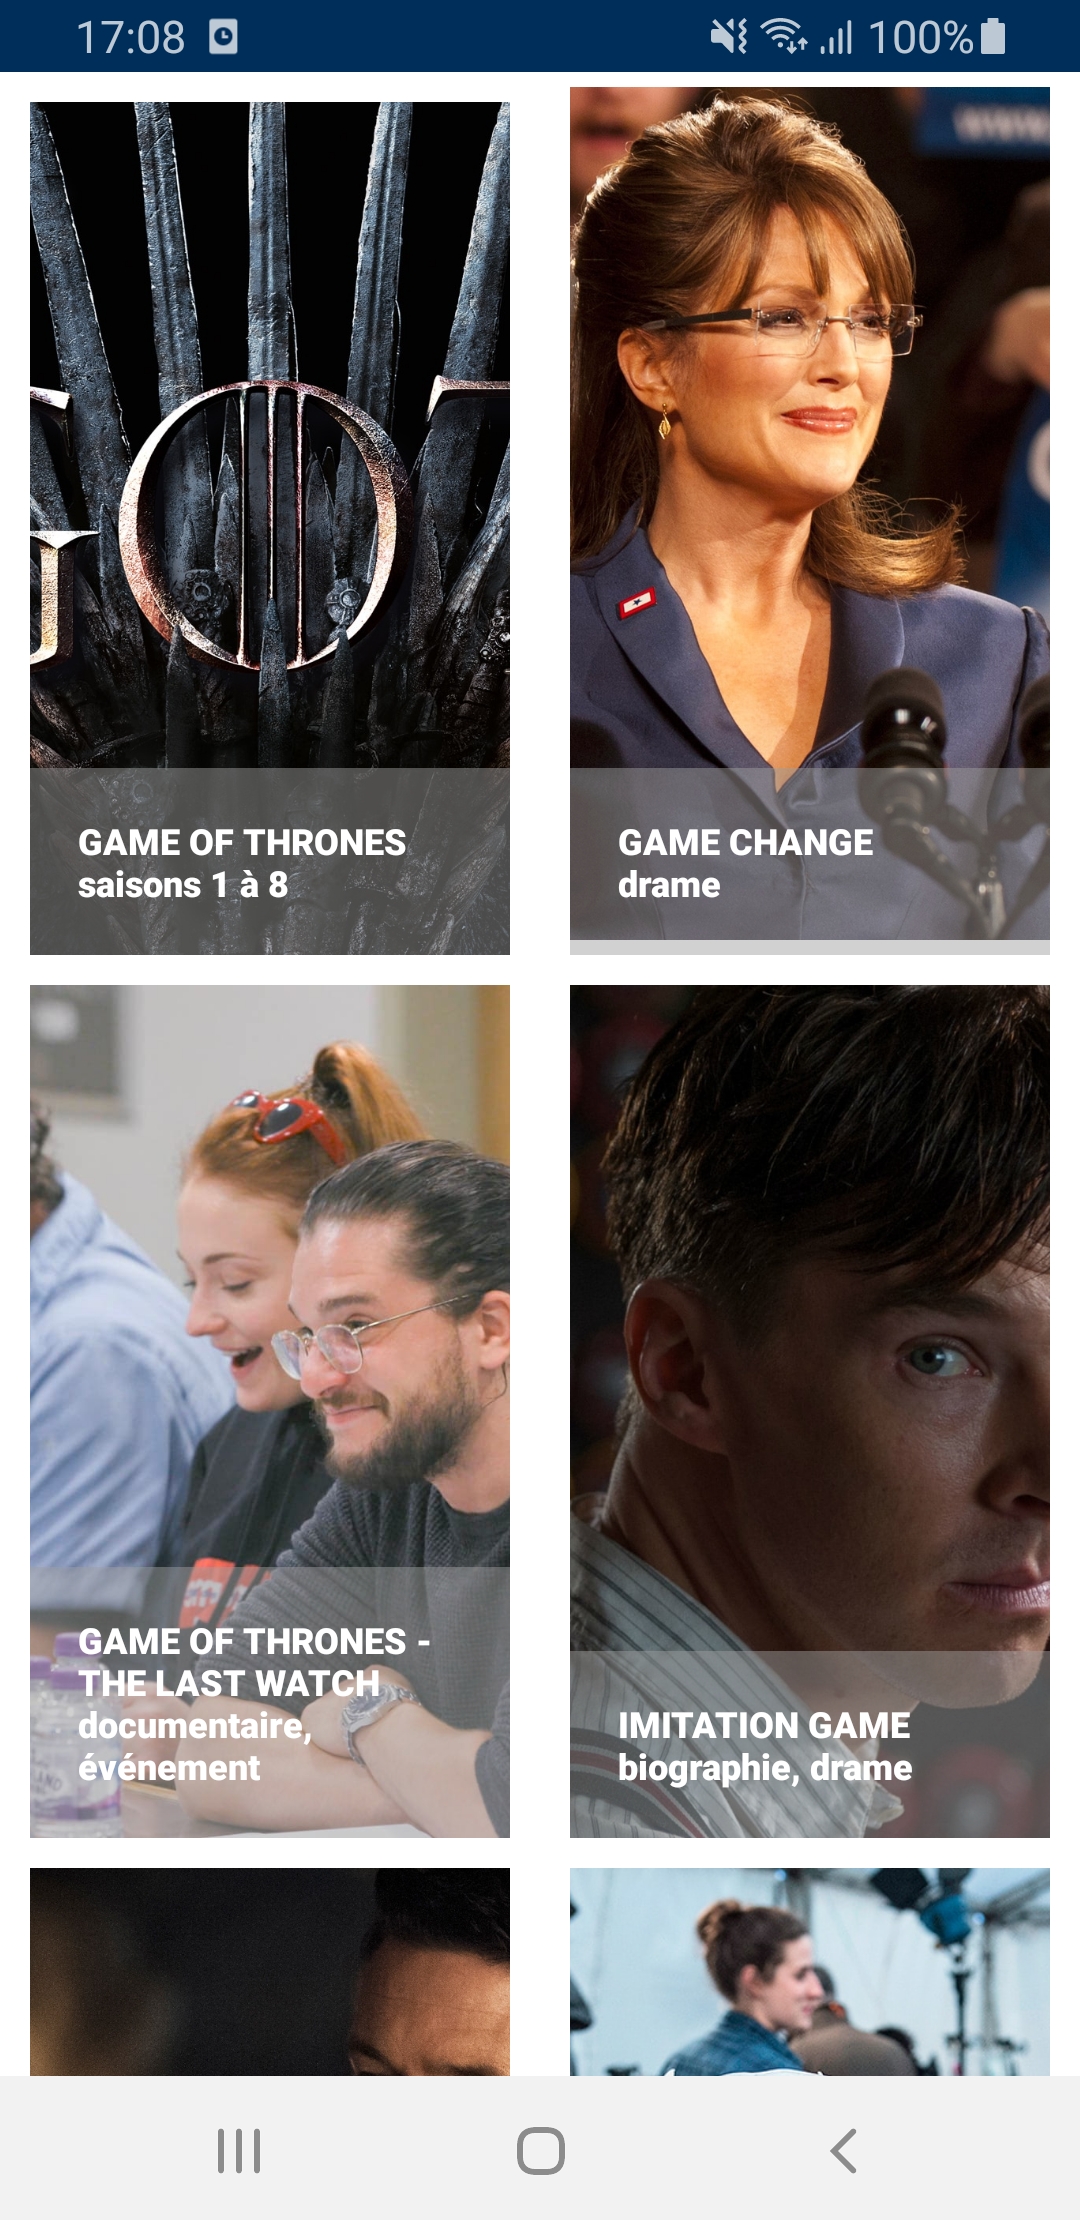 17:08
100%
GOT
GAME OF THRONES
saisons 1 à 8
GAME CHANGE
drame
GAME OF THRONES -
THE LAST WATCH
documentaire,
événement
IMITATION GAME
biographie, drame